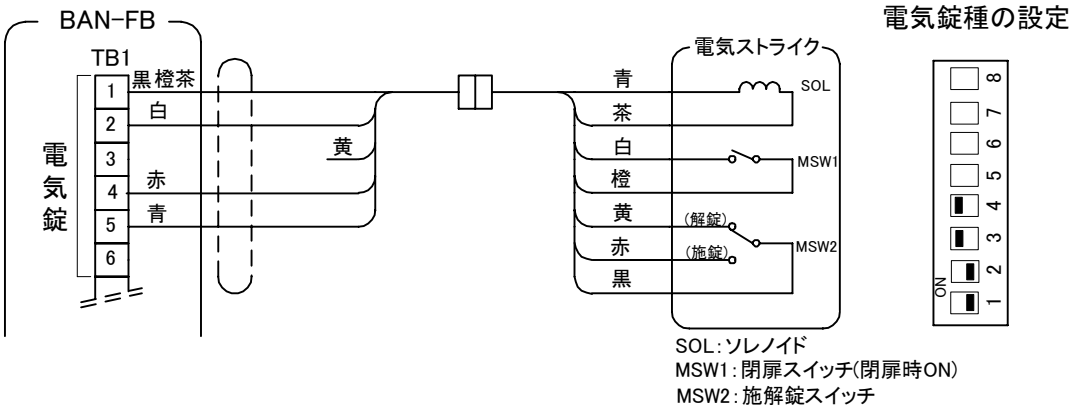 BAN-FB
TB1
電気錠
1
2
3
4
5
6
黒橙茶
白
黄
赤
青
青
茶
白
橙
黄
赤
黒
電気ストライク
SOL
MSW1
(解錠)
(施錠)
MSW2
SOL:ソレノイド
MSW1:閉扉スイッチ(閉扉時ON)
MSW2:施解錠スイッチ
電気錠種の設定
8
7
6
5
4
3
2
1
ON